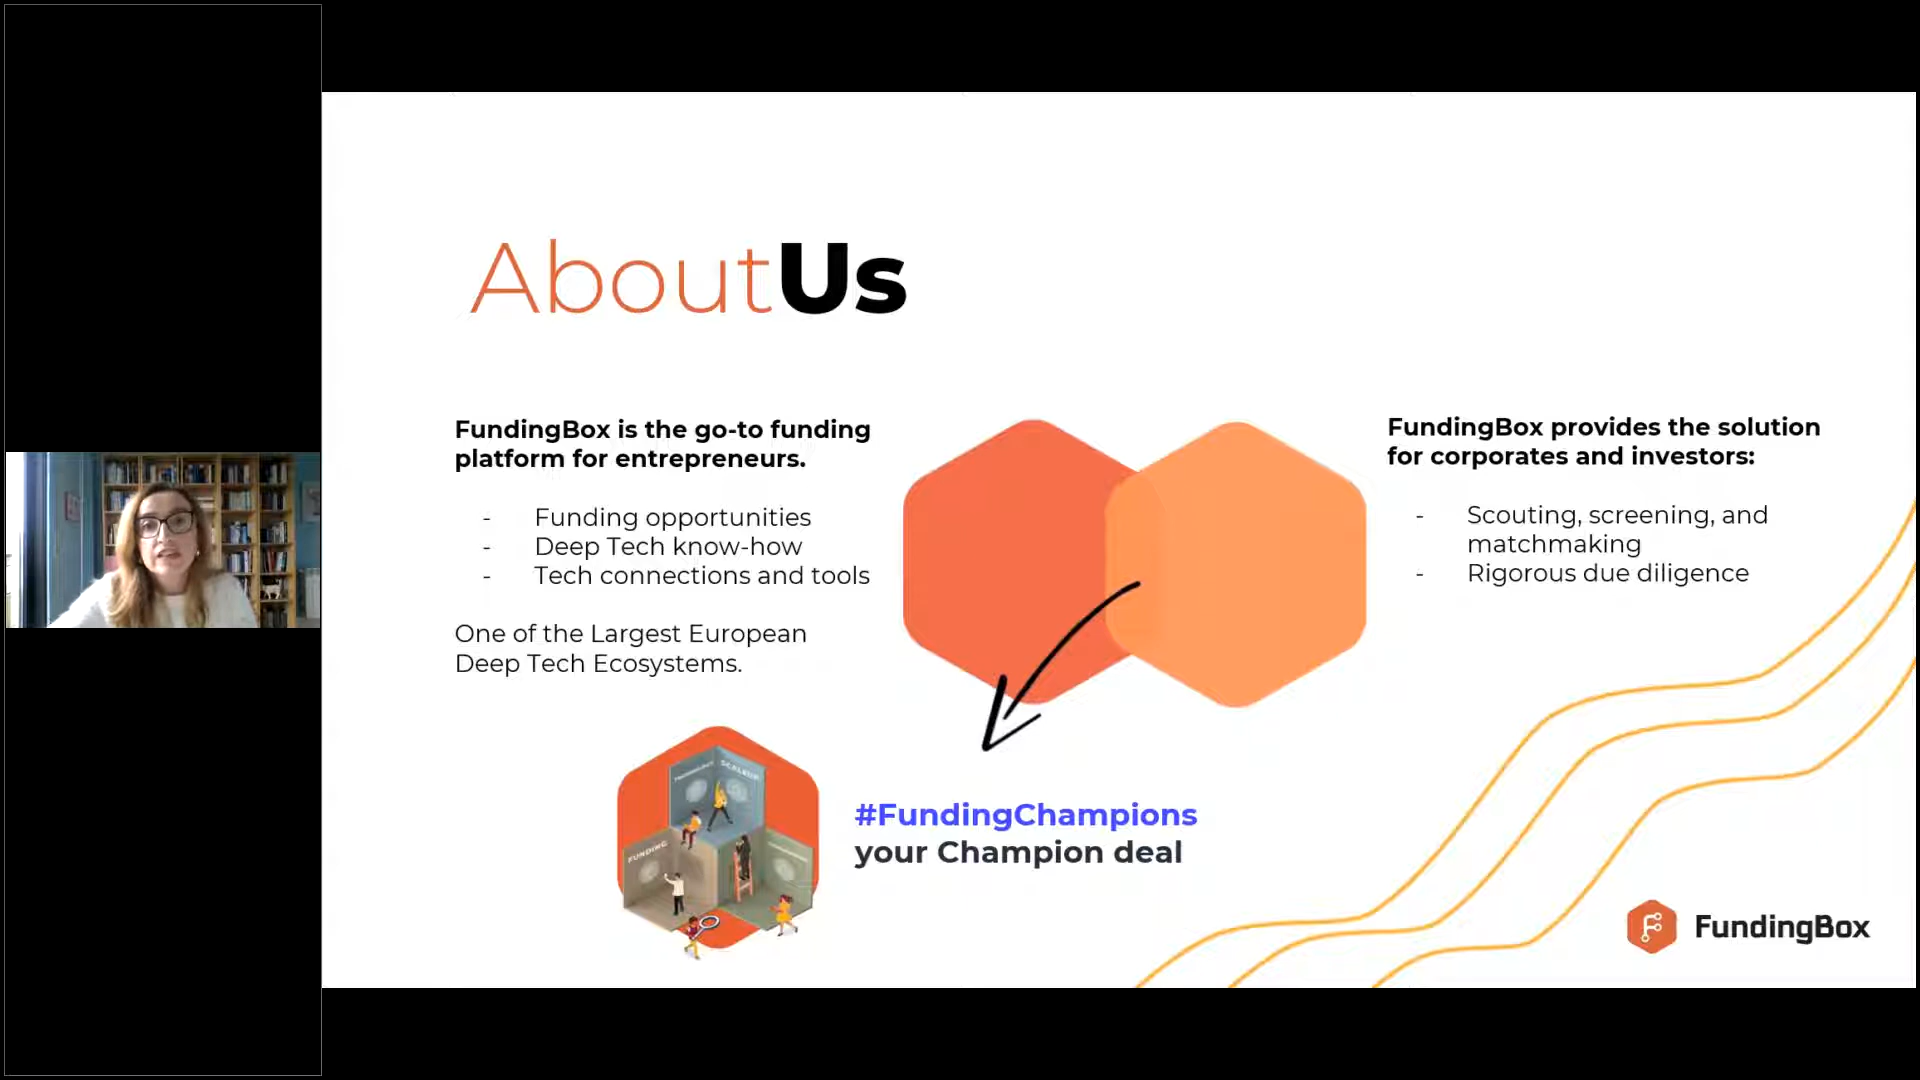 AboutUs
FundingBox is the go-to funding
platform for entrepreneurs.
- Funding opportunities
- Deep Tech know-how
- Tech connections and tools
One of the Largest European
Deep Tech Ecosystems.
FundingBox provides the solution
for corporates and investors:
- Scouting, screening, and
matchmaking
- Rigorous due diligence
SCALEUP
FUNDING
#FundingChampions
your Champion deal
FundingBox